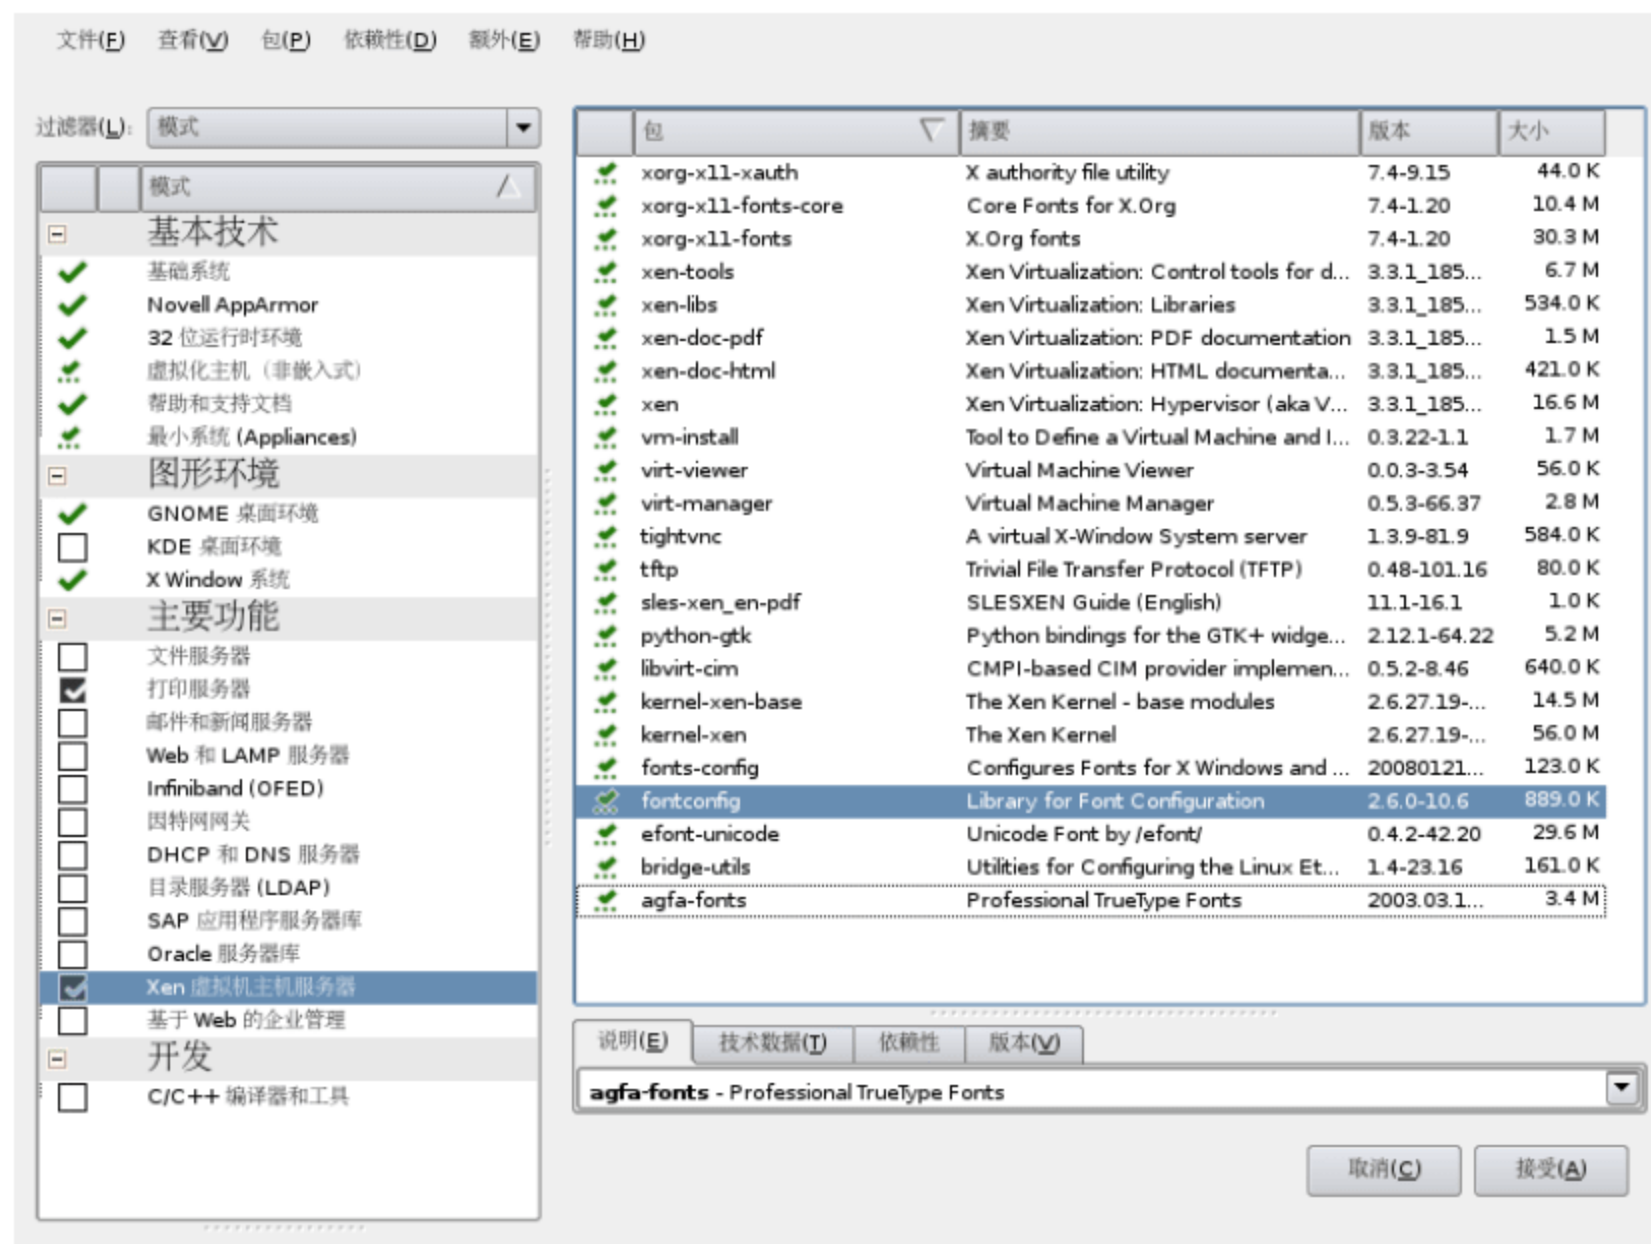 文件(F) 查看(V) 包(P) 依赖性(D) 额外(E) 帮助(H)
过滤器(L): 模式
模式
基本技术
基础系统
Novell AppArmor
32 位运行时环境
虚拟化主机（非嵌入式）
帮助和支持文档
最小系统 (Appliances)
图形环境
GNOME 桌面环境
KDE 桌面环境
X Window 系统
主要功能
文件服务器
打印服务器
邮件和新闻服务器
Web 和 LAMP 服务器
Infiniband (OFED)
因特网网关
DHCP 和 DNS 服务器
目录服务器 (LDAP)
SAP 应用程序服务器库
Oracle 服务器库
Xen 虚拟机主机服务器
基于 Web 的企业管理
开发
C/C++ 编译器和工具
包 摘要 版本 大小
xorg-x11-xauth X authority file utility 7.4-9.15 44.0 K
xorg-x11-fonts-core Core Fonts for X.Org 7.4-1.20 10.4 M
xorg-x11-fonts X.Org fonts 7.4-1.20 30.3 M
xen-tools Xen Virtualization: Control tools for d... 3.3.1_185... 6.7 M
xen-libs Xen Virtualization: Libraries 3.3.1_185... 534.0 K
xen-doc-pdf Xen Virtualization: PDF documentation 3.3.1_185... 1.5 M
xen-doc-html Xen Virtualization: HTML documenta... 3.3.1_185... 421.0 K
xen Xen Virtualization: Hypervisor (aka V... 3.3.1_185... 16.6 M
vm-install Tool to Define a Virtual Machine and I... 0.3.22-1.1 1.7 M
virt-viewer Virtual Machine Viewer 0.0.3-3.54 56.0 K
virt-manager Virtual Machine Manager 0.5.3-66.37 2.8 M
tightvnc A virtual X-Window System server 1.3.9-81.9 584.0 K
tftp Trivial File Transfer Protocol (TFTP) 0.48-101.16 80.0 K
sles-xen_en-pdf SLESXEN Guide (English) 11.1-16.1 1.0 K
python-gtk Python bindings for the GTK+ widge... 2.12.1-64.22 5.2 M
libvirt-cim CMPI-based CIM provider implemen... 0.5.2-8.46 640.0 K
kernel-xen-base The Xen Kernel - base modules 2.6.27.19-... 14.5 M
kernel-xen The Xen Kernel 2.6.27.19-... 56.0 M
fonts-config Configures Fonts for X Windows and ... 20080121... 123.0 K
fontconfig Library for Font Configuration 2.6.0-10.6 889.0 K
efont-unicode Unicode Font by /efont/ 0.4.2-42.20 29.6 M
bridge-utils Utilities for Configuring the Linux Et... 1.4-23.16 161.0 K
agfa-fonts Professional TrueType Fonts 2003.03.1... 3.4 M
说明(E) 技术数据(T) 依赖性 版本(V)
agfa-fonts - Professional TrueType Fonts
取消(C) 接受(A)